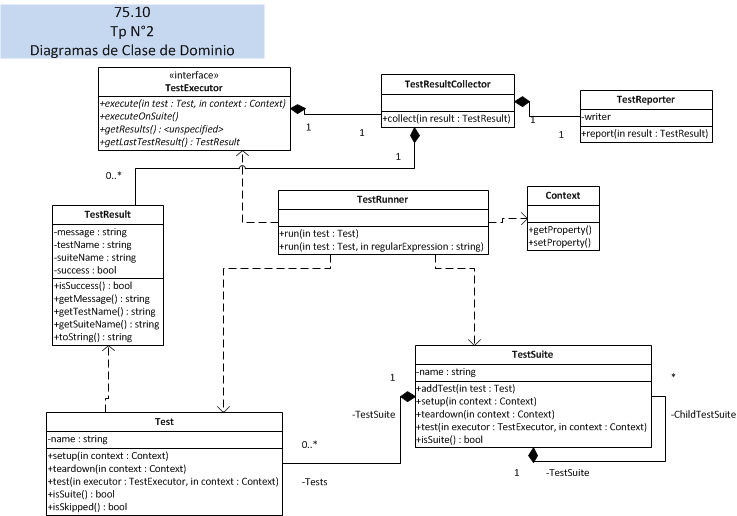 75.10
Tp N°2
Diagramas de Clase de Dominio
«interface»
TestExecutor
+execute(in test : Test, in context : Context)
+executeOnSuite()
+getResults() : <unspecified>
+getLastTestResult() : TestResult
TestResultCollector
+collect(in result : TestResult)
TestReporter
-writer
+report(in result : TestResult)
1
1
1
1
1
0..*
TestResult
-message : string
-testName : string
-suiteName : string
-success : bool
+isSuccess() : bool
+getMessage() : string
+getTestName() : string
+getSuiteName() : string
+toString() : string
TestRunner
+run(in test : Test)
+run(in test : Test, in regularExpression : string)
Context
+getProperty()
+setProperty()
TestSuite
-name : string
+addTest(in test : Test)
+setup(in context : Context)
+teardown(in context : Context)
+test(in executor : TestExecutor, in context : Context)
+isSuite() : bool
1
-TestSuite
*
-ChildTestSuite
1
-TestSuite
0..*
-Tests
Test
-name : string
+setup(in context : Context)
+teardown(in context : Context)
+test(in executor : TestExecutor, in context : Context)
+isSuite() : bool
+isSkipped() : bool